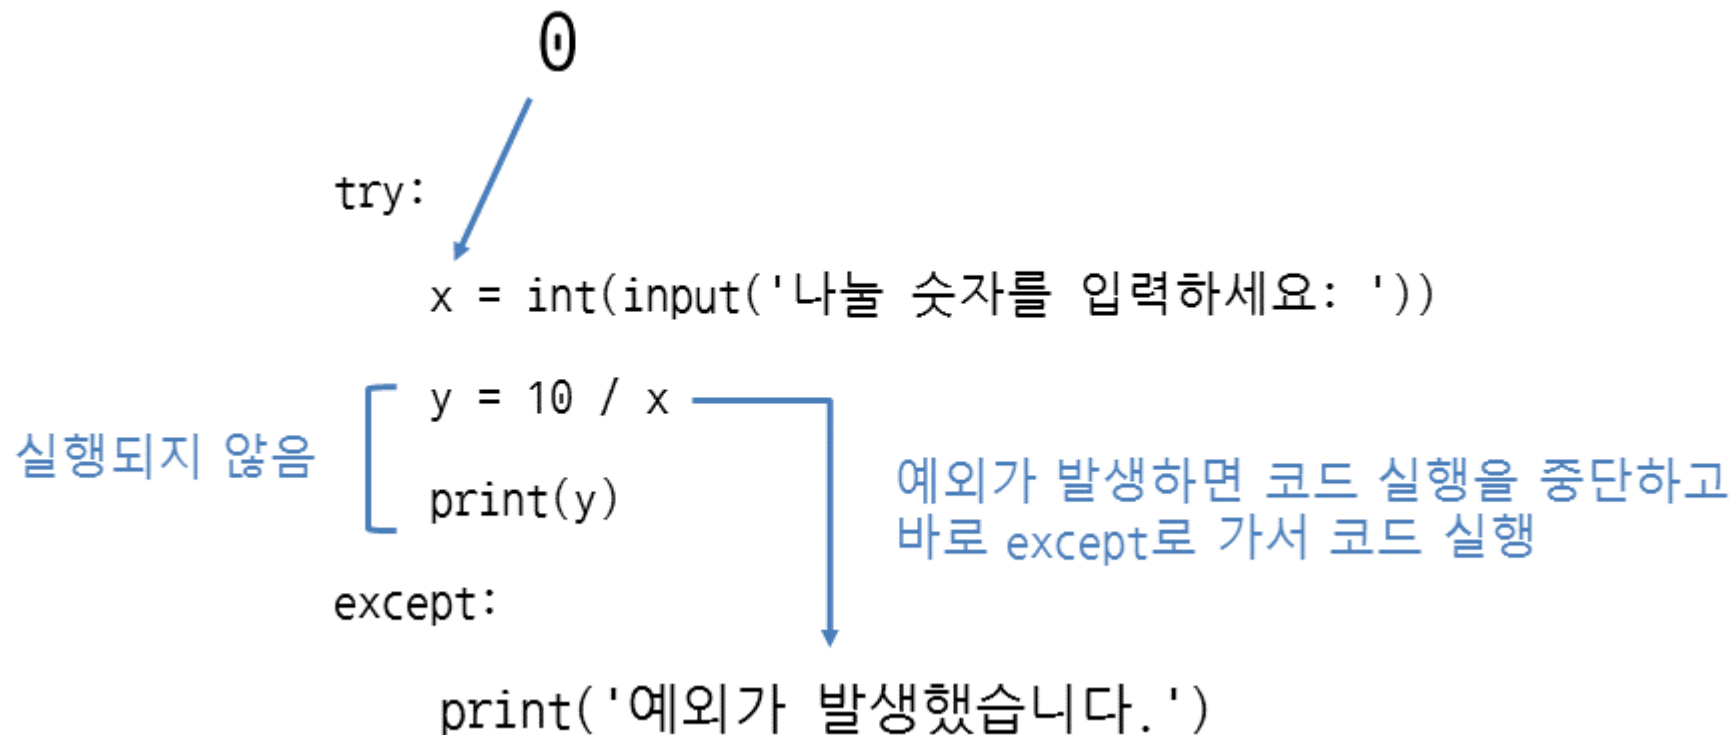 0
try:
x = int(input('나눌 숫자를 입력하세요: '))
y = 10 / x
실행되지 않음
print(y)
예외가 발생하면 코드 실행을 중단하고
바로 except로 가서 코드 실행
except:
print('예외가 발생했습니다.')